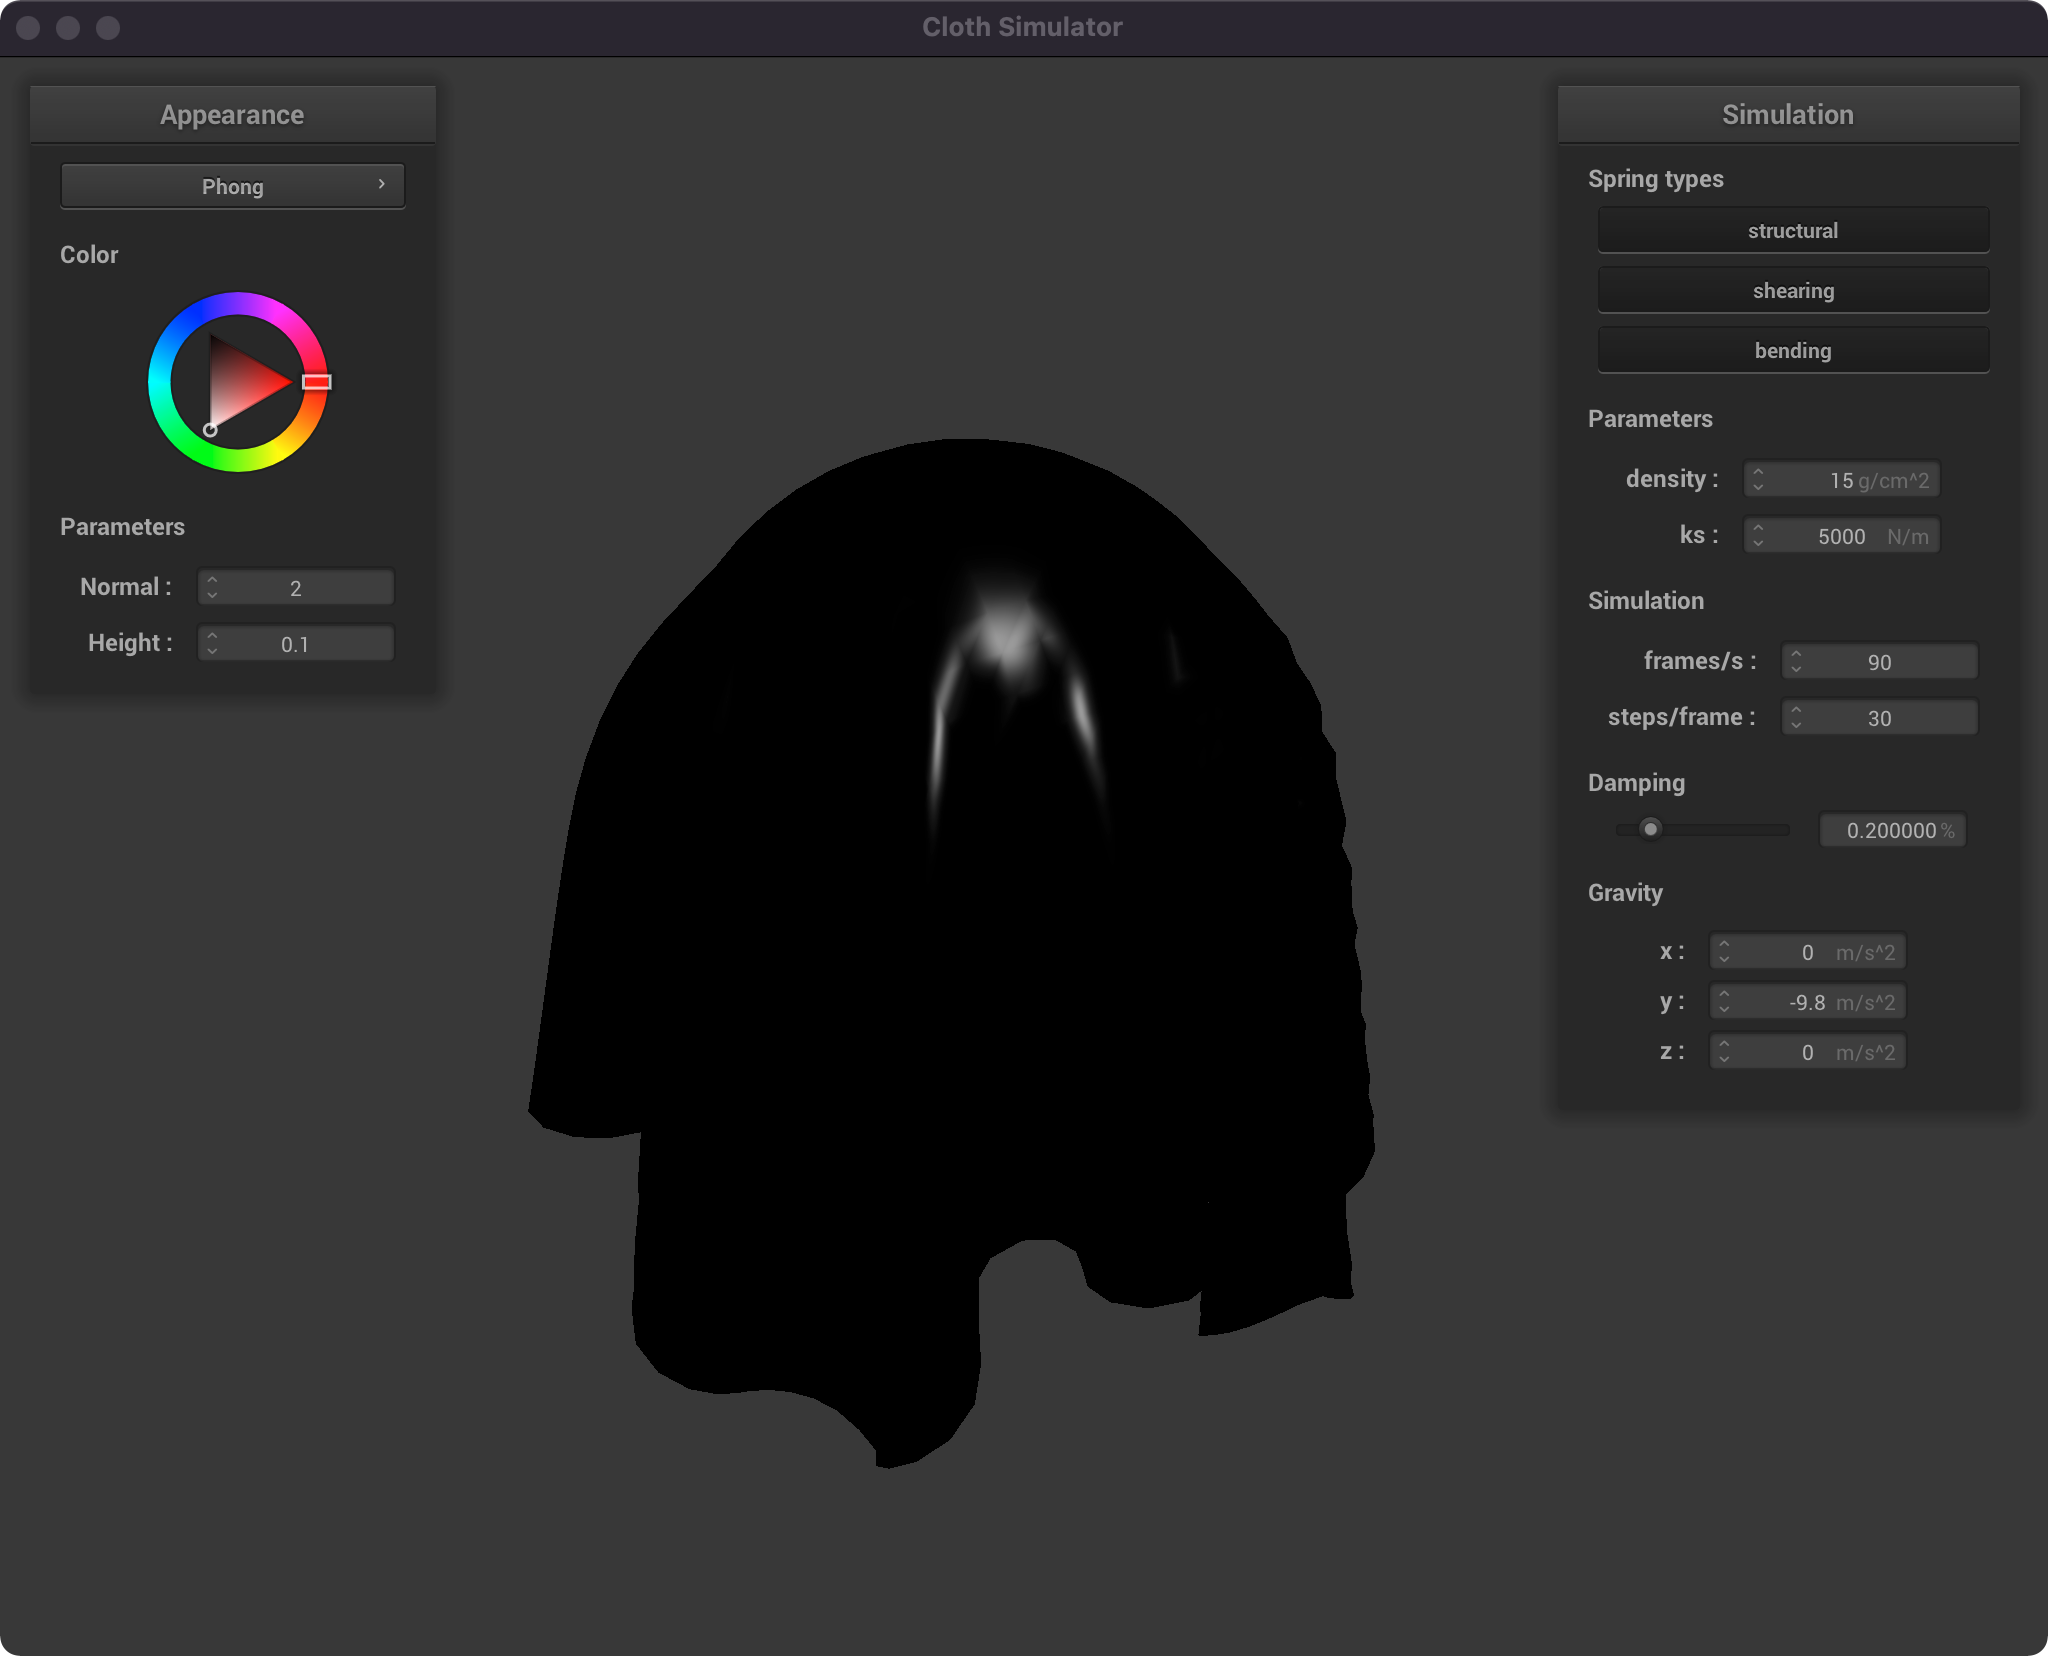 Cloth Simulator
Appearance
Phong
Color
Parameters
Normal : 2
Height : 0.1
Simulation
Spring types
structural
shearing
bending
Parameters
density : 15 g/cm^2
ks : 5000 N/m
Simulation
frames/s : 90
steps/frame : 30
Damping
0.200000 %
Gravity
x : 0 m/s^2
y : -9.8 m/s^2
z : 0 m/s^2